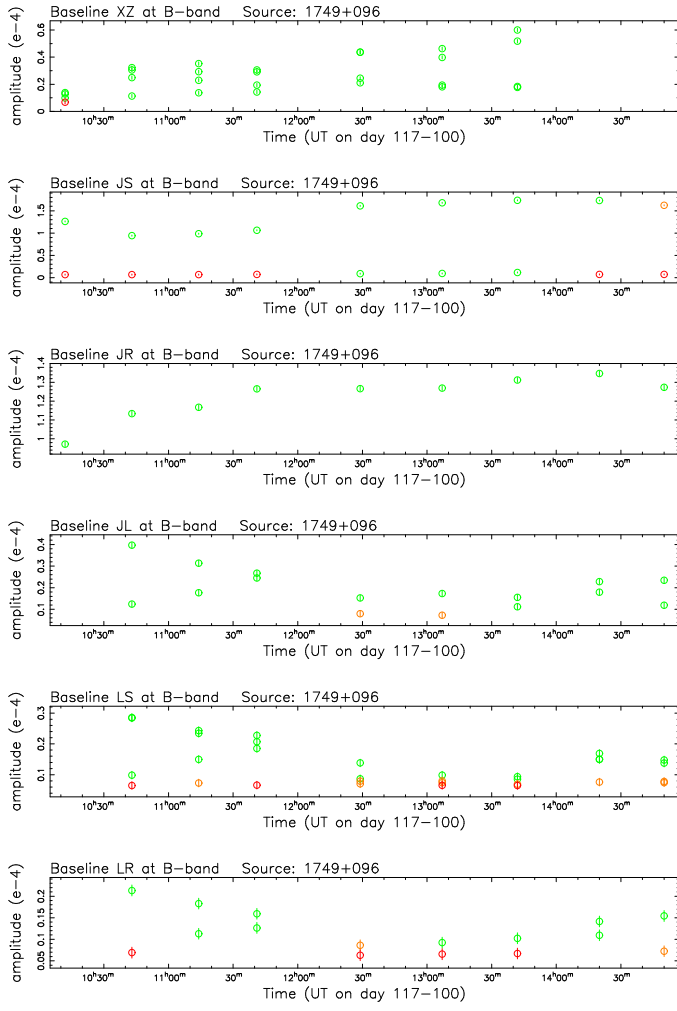 Baseline XZ at B-band Source: 1749+096
amplitude (e-4)
0 0.2 0.4 0.6
10h30m 11h00m 30m 12h00m 30m 13h00m 30m 14h00m 30m
Time (UT on day 117-100)
Baseline JS at B-band Source: 1749+096
amplitude (e-4)
0 0.5 1 1.5
10h30m 11h00m 30m 12h00m 30m 13h00m 30m 14h00m 30m
Time (UT on day 117-100)
Baseline JR at B-band Source: 1749+096
amplitude (e-4)
1 1.1 1.2 1.3 1.4
10h30m 11h00m 30m 12h00m 30m 13h00m 30m 14h00m 30m
Time (UT on day 117-100)
Baseline JL at B-band Source: 1749+096
amplitude (e-4)
0.1 0.2 0.3 0.4
10h30m 11h00m 30m 12h00m 30m 13h00m 30m 14h00m 30m
Time (UT on day 117-100)
Baseline LS at B-band Source: 1749+096
amplitude (e-4)
0.1 0.2 0.3
10h30m 11h00m 30m 12h00m 30m 13h00m 30m 14h00m 30m
Time (UT on day 117-100)
Baseline LR at B-band Source: 1749+096
amplitude (e-4)
0.05 0.1 0.15 0.2
10h30m 11h00m 30m 12h00m 30m 13h00m 30m 14h00m 30m
Time (UT on day 117-100)